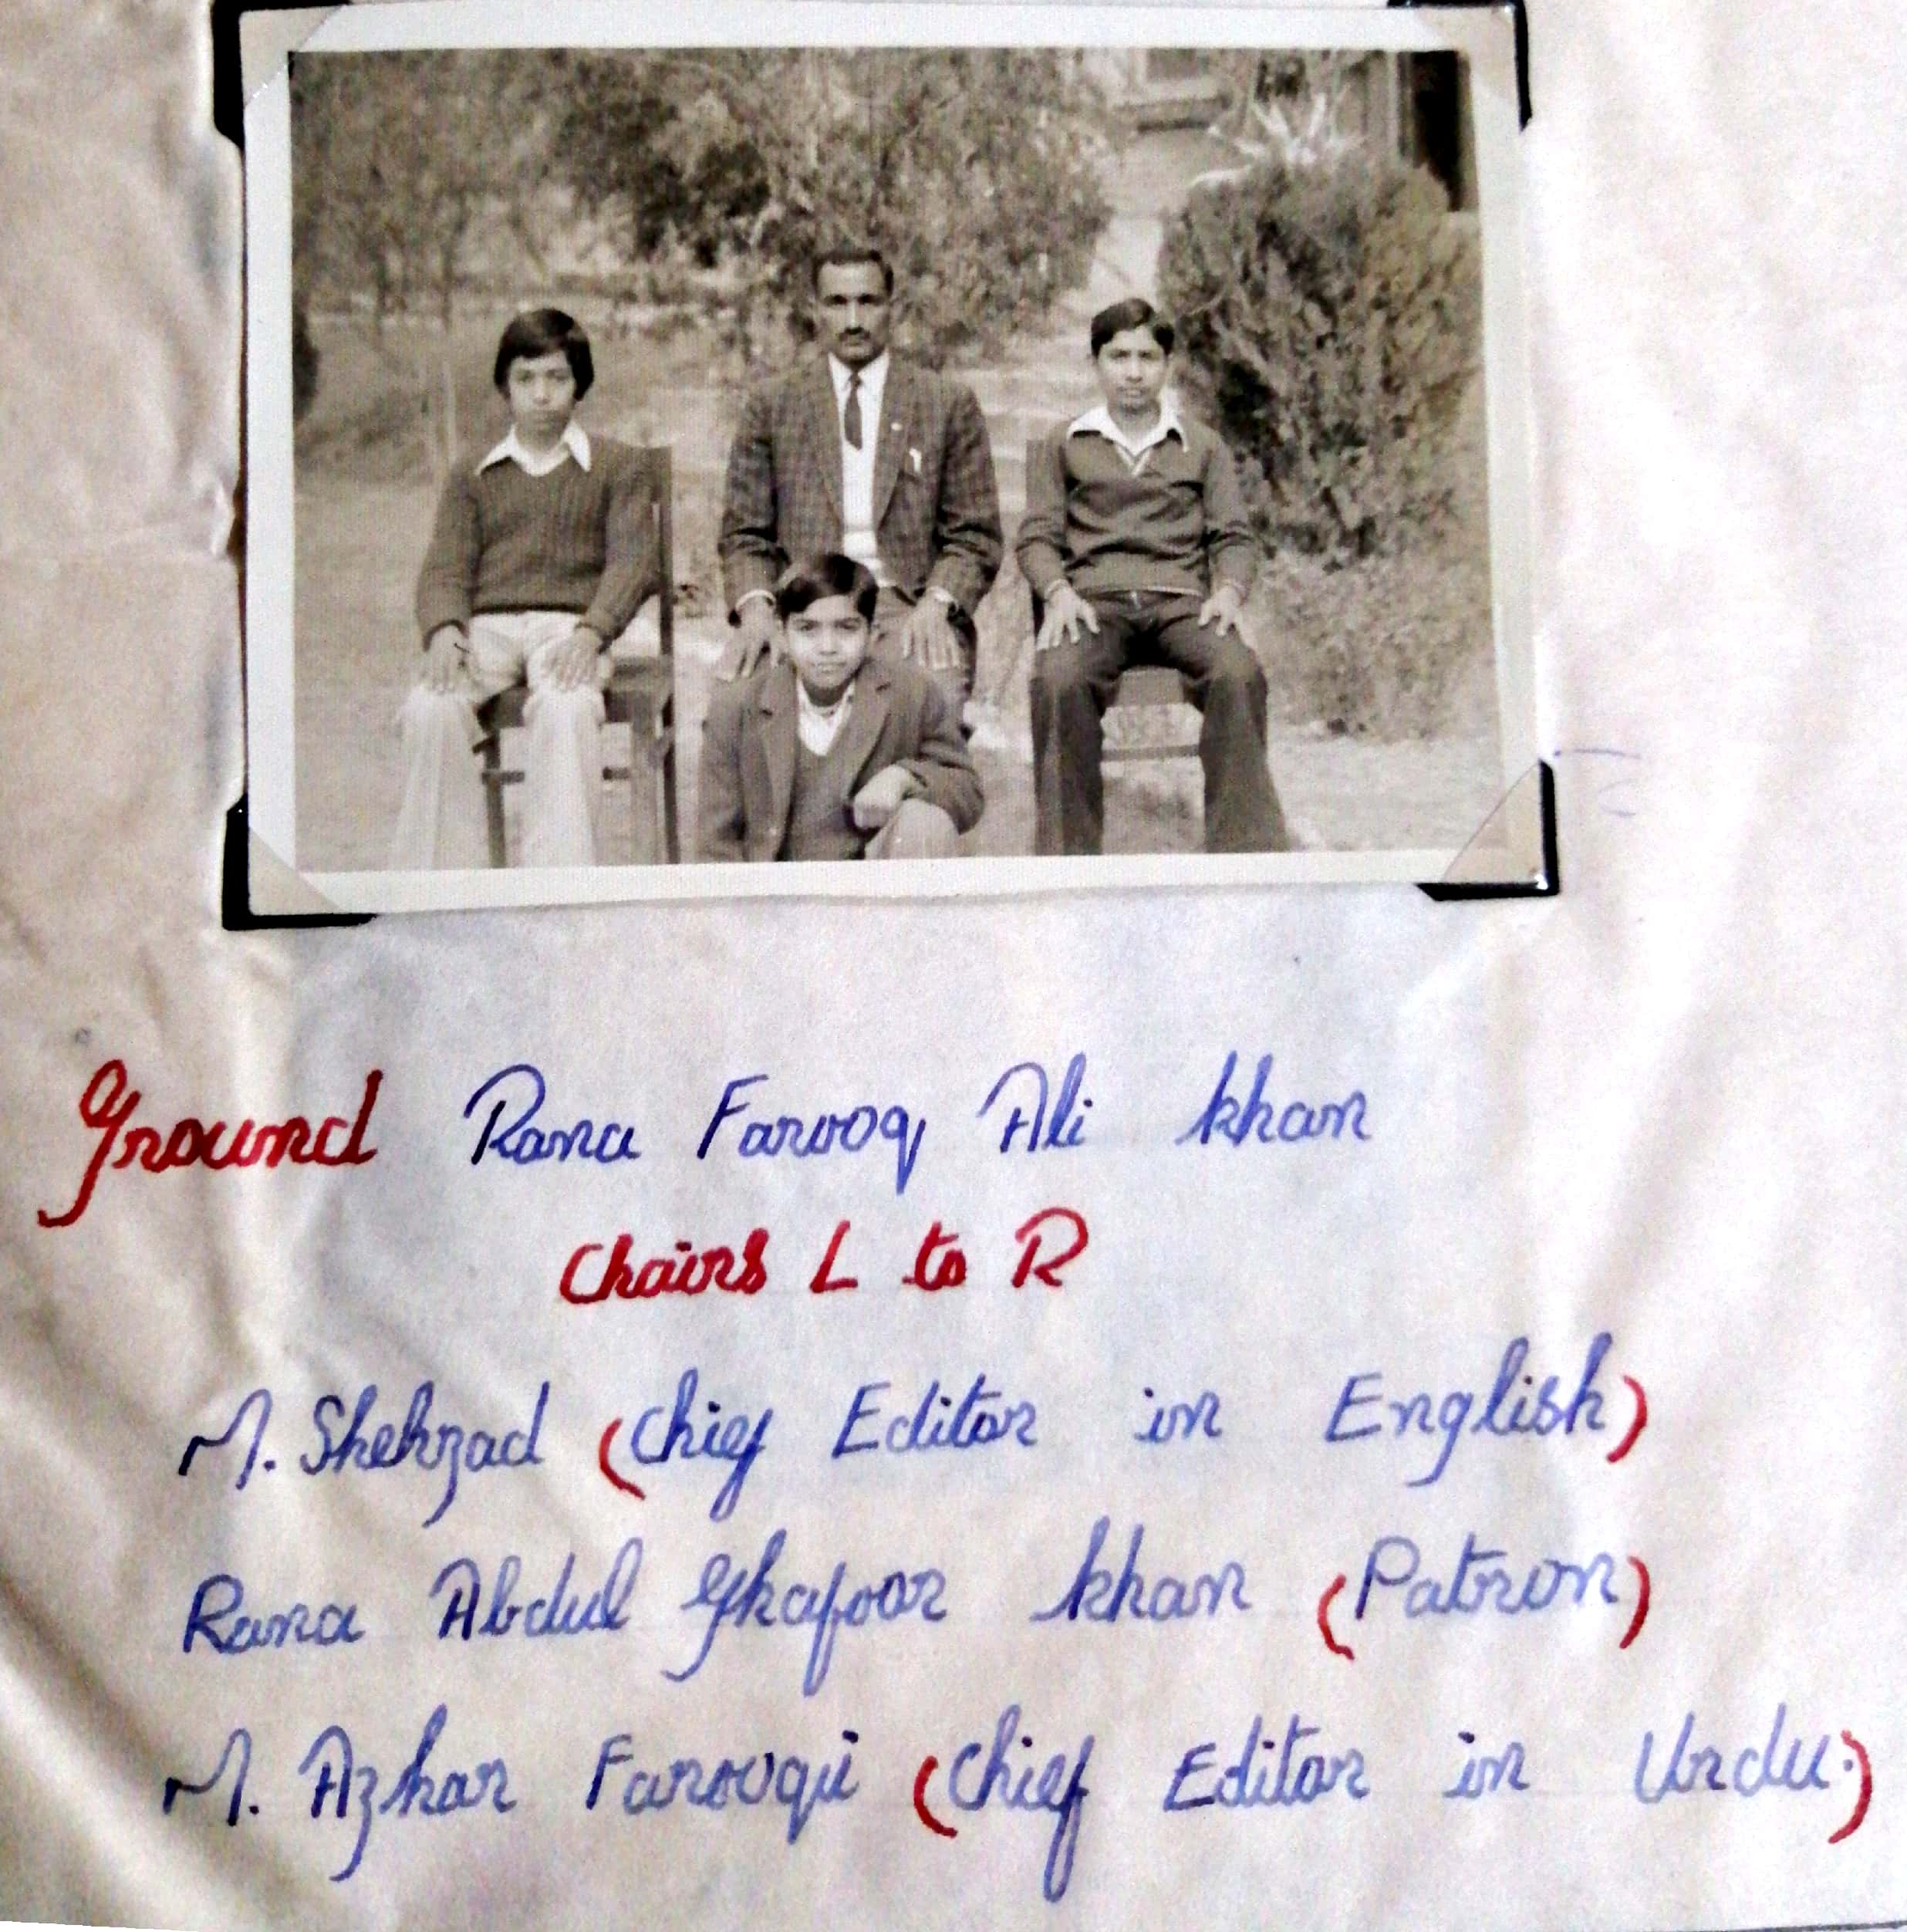 Ground Rana Farooq Ali khan
Chairs L to R
M. Shehzad (Chief Editor in English)
Rana Abdul Ghafoor khan (Patron)
M. Azhar Farooqui (Chief Editor in Urdu.)